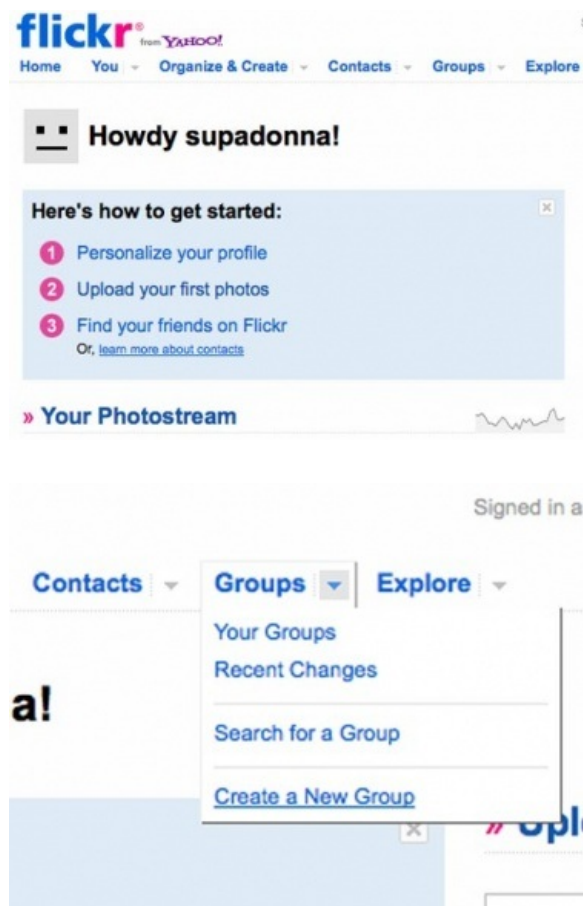 flickr® from YAHOO!
Home You Organize & Create Contacts Groups Explore
Howdy supadonna!
Here's how to get started:
1 Personalize your profile
2 Upload your first photos
3 Find your friends on Flickr
Or, learn more about contacts
» Your Photostream
Signed in a
Contacts Groups Explore
Your Groups
Recent Changes
a!
Search for a Group
Create a New Group
» Uplo